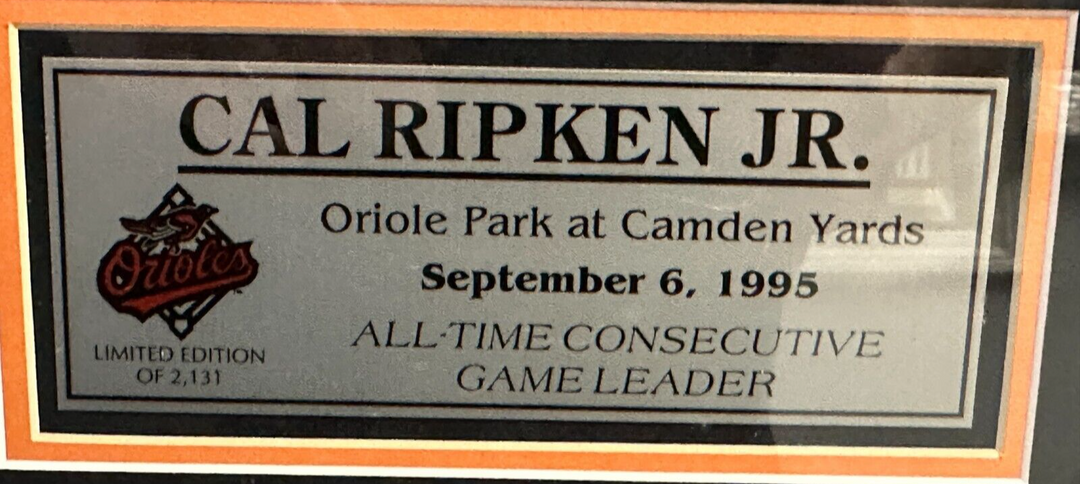 CAL RIPKEN JR.
Oriole Park at Camden Yards
September 6, 1995
ALL-TIME CONSECUTIVE
GAME LEADER
Orioles
LIMITED EDITION
OF 2,131